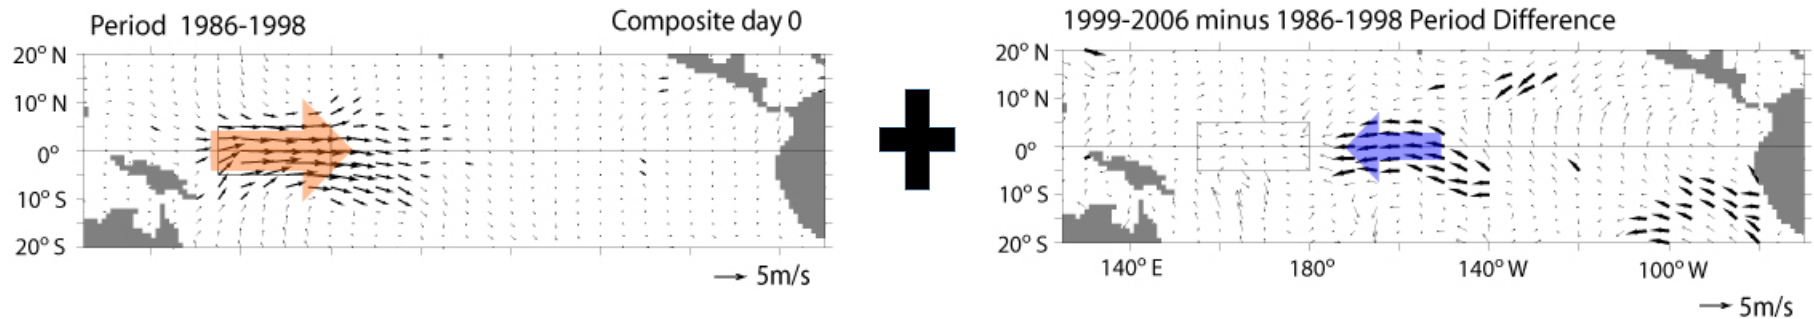 Period 1986-1998 Composite day 0
20° N
10° N
0°
10° S
20° S
5m/s
1999-2006 minus 1986-1998 Period Difference
20° N
10° N
0°
10° S
20° S
140° E 180° 140° W 100° W
5m/s